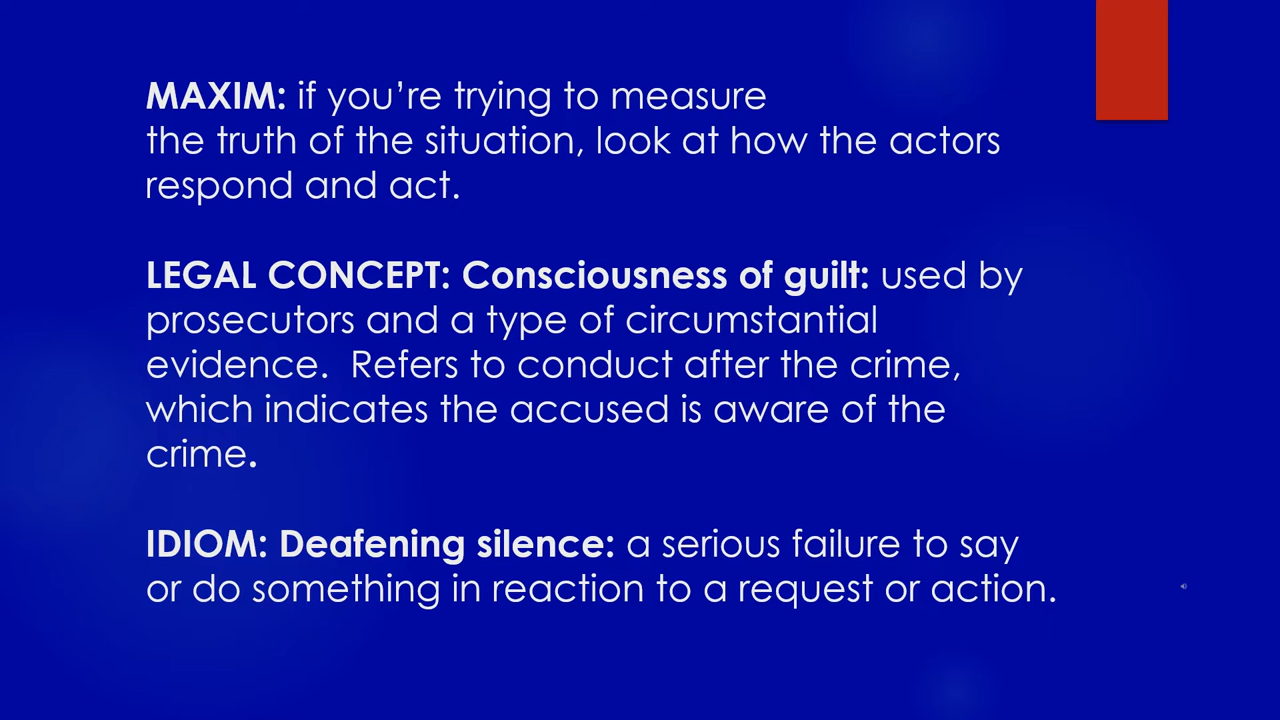 MAXIM: if you’re trying to measure
the truth of the situation, look at how the actors
respond and act.
LEGAL CONCEPT: Consciousness of guilt: used by
prosecutors and a type of circumstantial
evidence.  Refers to conduct after the crime,
which indicates the accused is aware of the
crime.
IDIOM: Deafening silence: a serious failure to say
or do something in reaction to a request or action.